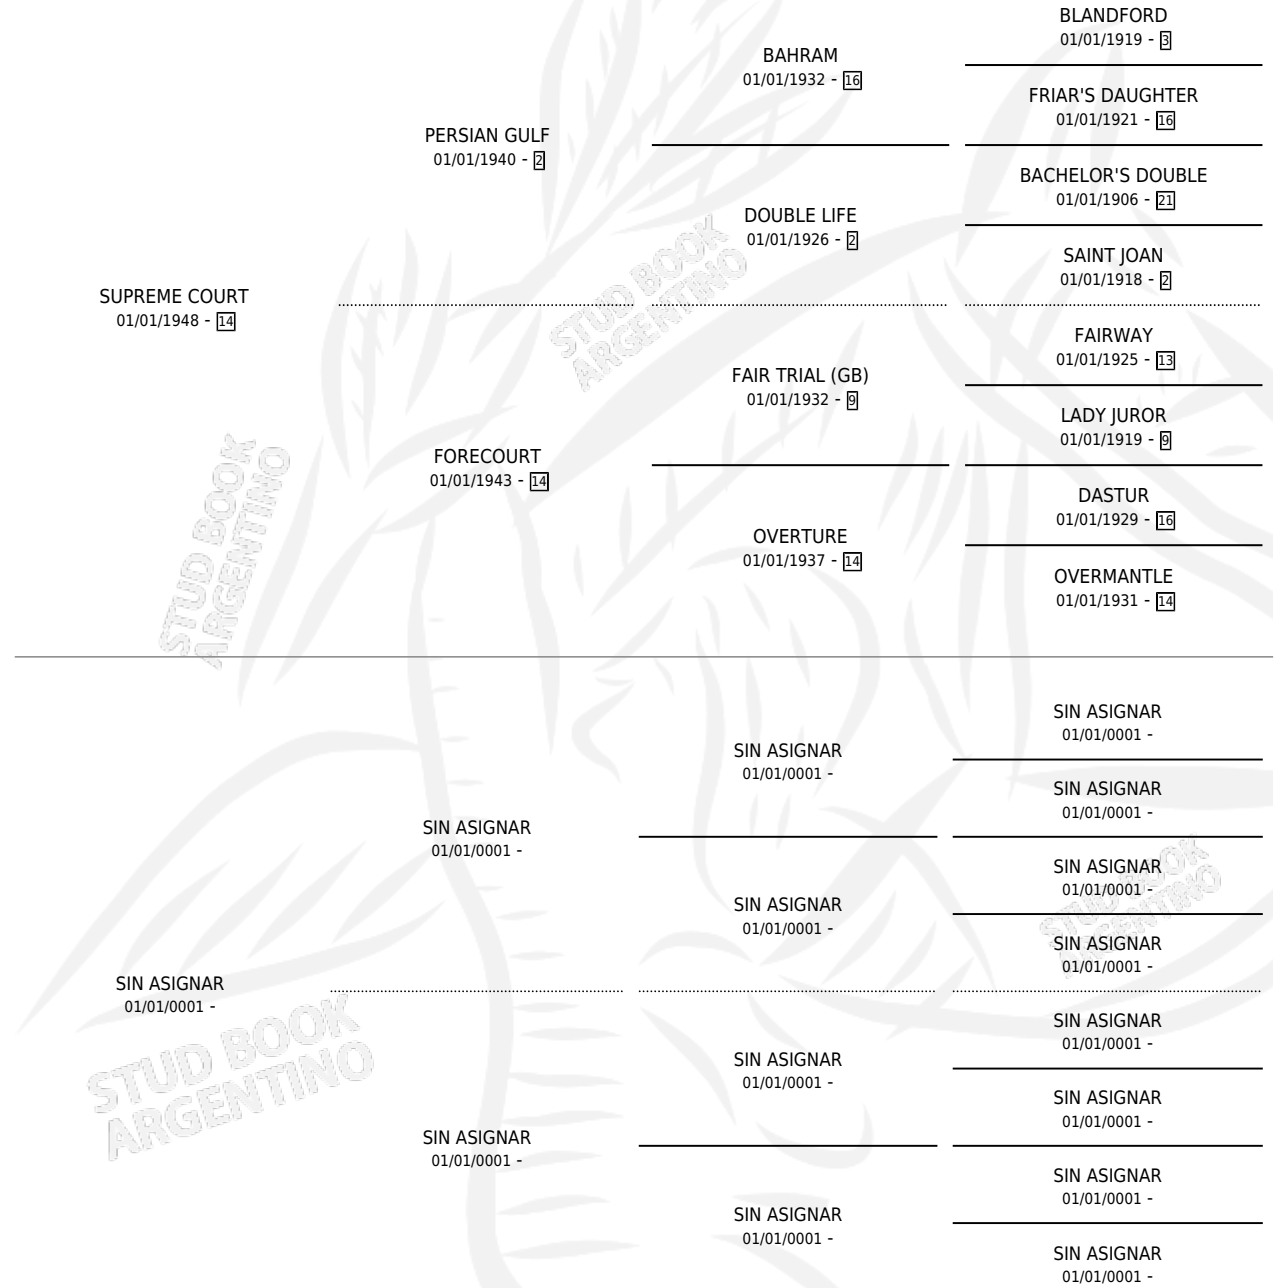 BLANDFORD
01/01/1919 - 3
BAHRAM
01/01/1932 - 16
FRIAR'S DAUGHTER
01/01/1921 - 16
PERSIAN GULF
01/01/1940 - 2
BACHELOR'S DOUBLE
01/01/1906 - 21
DOUBLE LIFE
01/01/1926 - 2
SAINT JOAN
01/01/1918 - 2
SUPREME COURT
01/01/1948 - 14
FAIRWAY
01/01/1925 - 13
FAIR TRIAL (GB)
01/01/1932 - 9
LADY JUROR
01/01/1919 - 9
FORECOURT
01/01/1943 - 14
DASTUR
01/01/1929 - 16
OVERTURE
01/01/1937 - 14
OVERMANTLE
01/01/1931 - 14
STUD BOOK
ARGENTINO
STUD BOOK
ARGENTINO
SIN ASIGNAR
01/01/0001 -
SIN ASIGNAR
01/01/0001 -
SIN ASIGNAR
01/01/0001 -
SIN ASIGNAR
01/01/0001 -
SIN ASIGNAR
01/01/0001 -
SIN ASIGNAR
01/01/0001 -
SIN ASIGNAR
01/01/0001 -
SIN ASIGNAR
01/01/0001 -
SIN ASIGNAR
01/01/0001 -
SIN ASIGNAR
01/01/0001 -
SIN ASIGNAR
01/01/0001 -
SIN ASIGNAR
01/01/0001 -
SIN ASIGNAR
01/01/0001 -
SIN ASIGNAR
01/01/0001 -
SIN ASIGNAR
01/01/0001 -
STUD BOOK
ARGENTINO
STUD BOOK
ARGENTINO